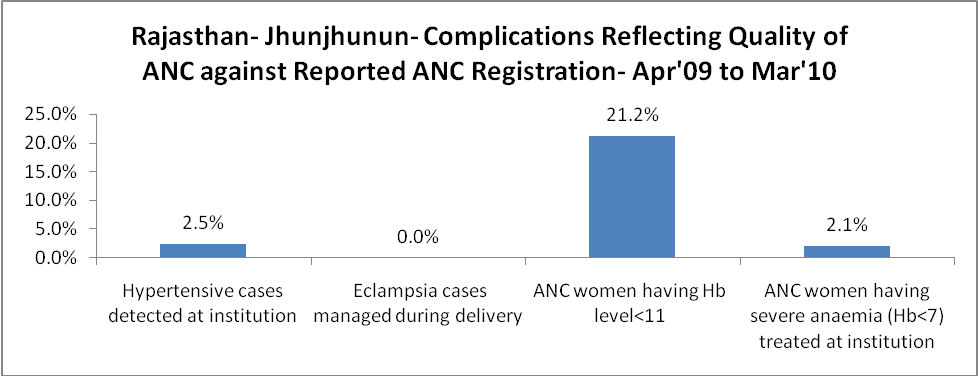 Rajasthan- Jhunjhunun- Complications Reflecting Quality of
ANC against Reported ANC Registration- Apr'09 to Mar'10
25.0%
20.0%
15.0%
10.0%
5.0%
0.0%
2.5%
0.0%
21.2%
2.1%
Hypertensive cases
detected at institution
Eclampsia cases
managed during delivery
ANC women having Hb
level<11
ANC women having
severe anaemia (Hb<7)
treated at institution